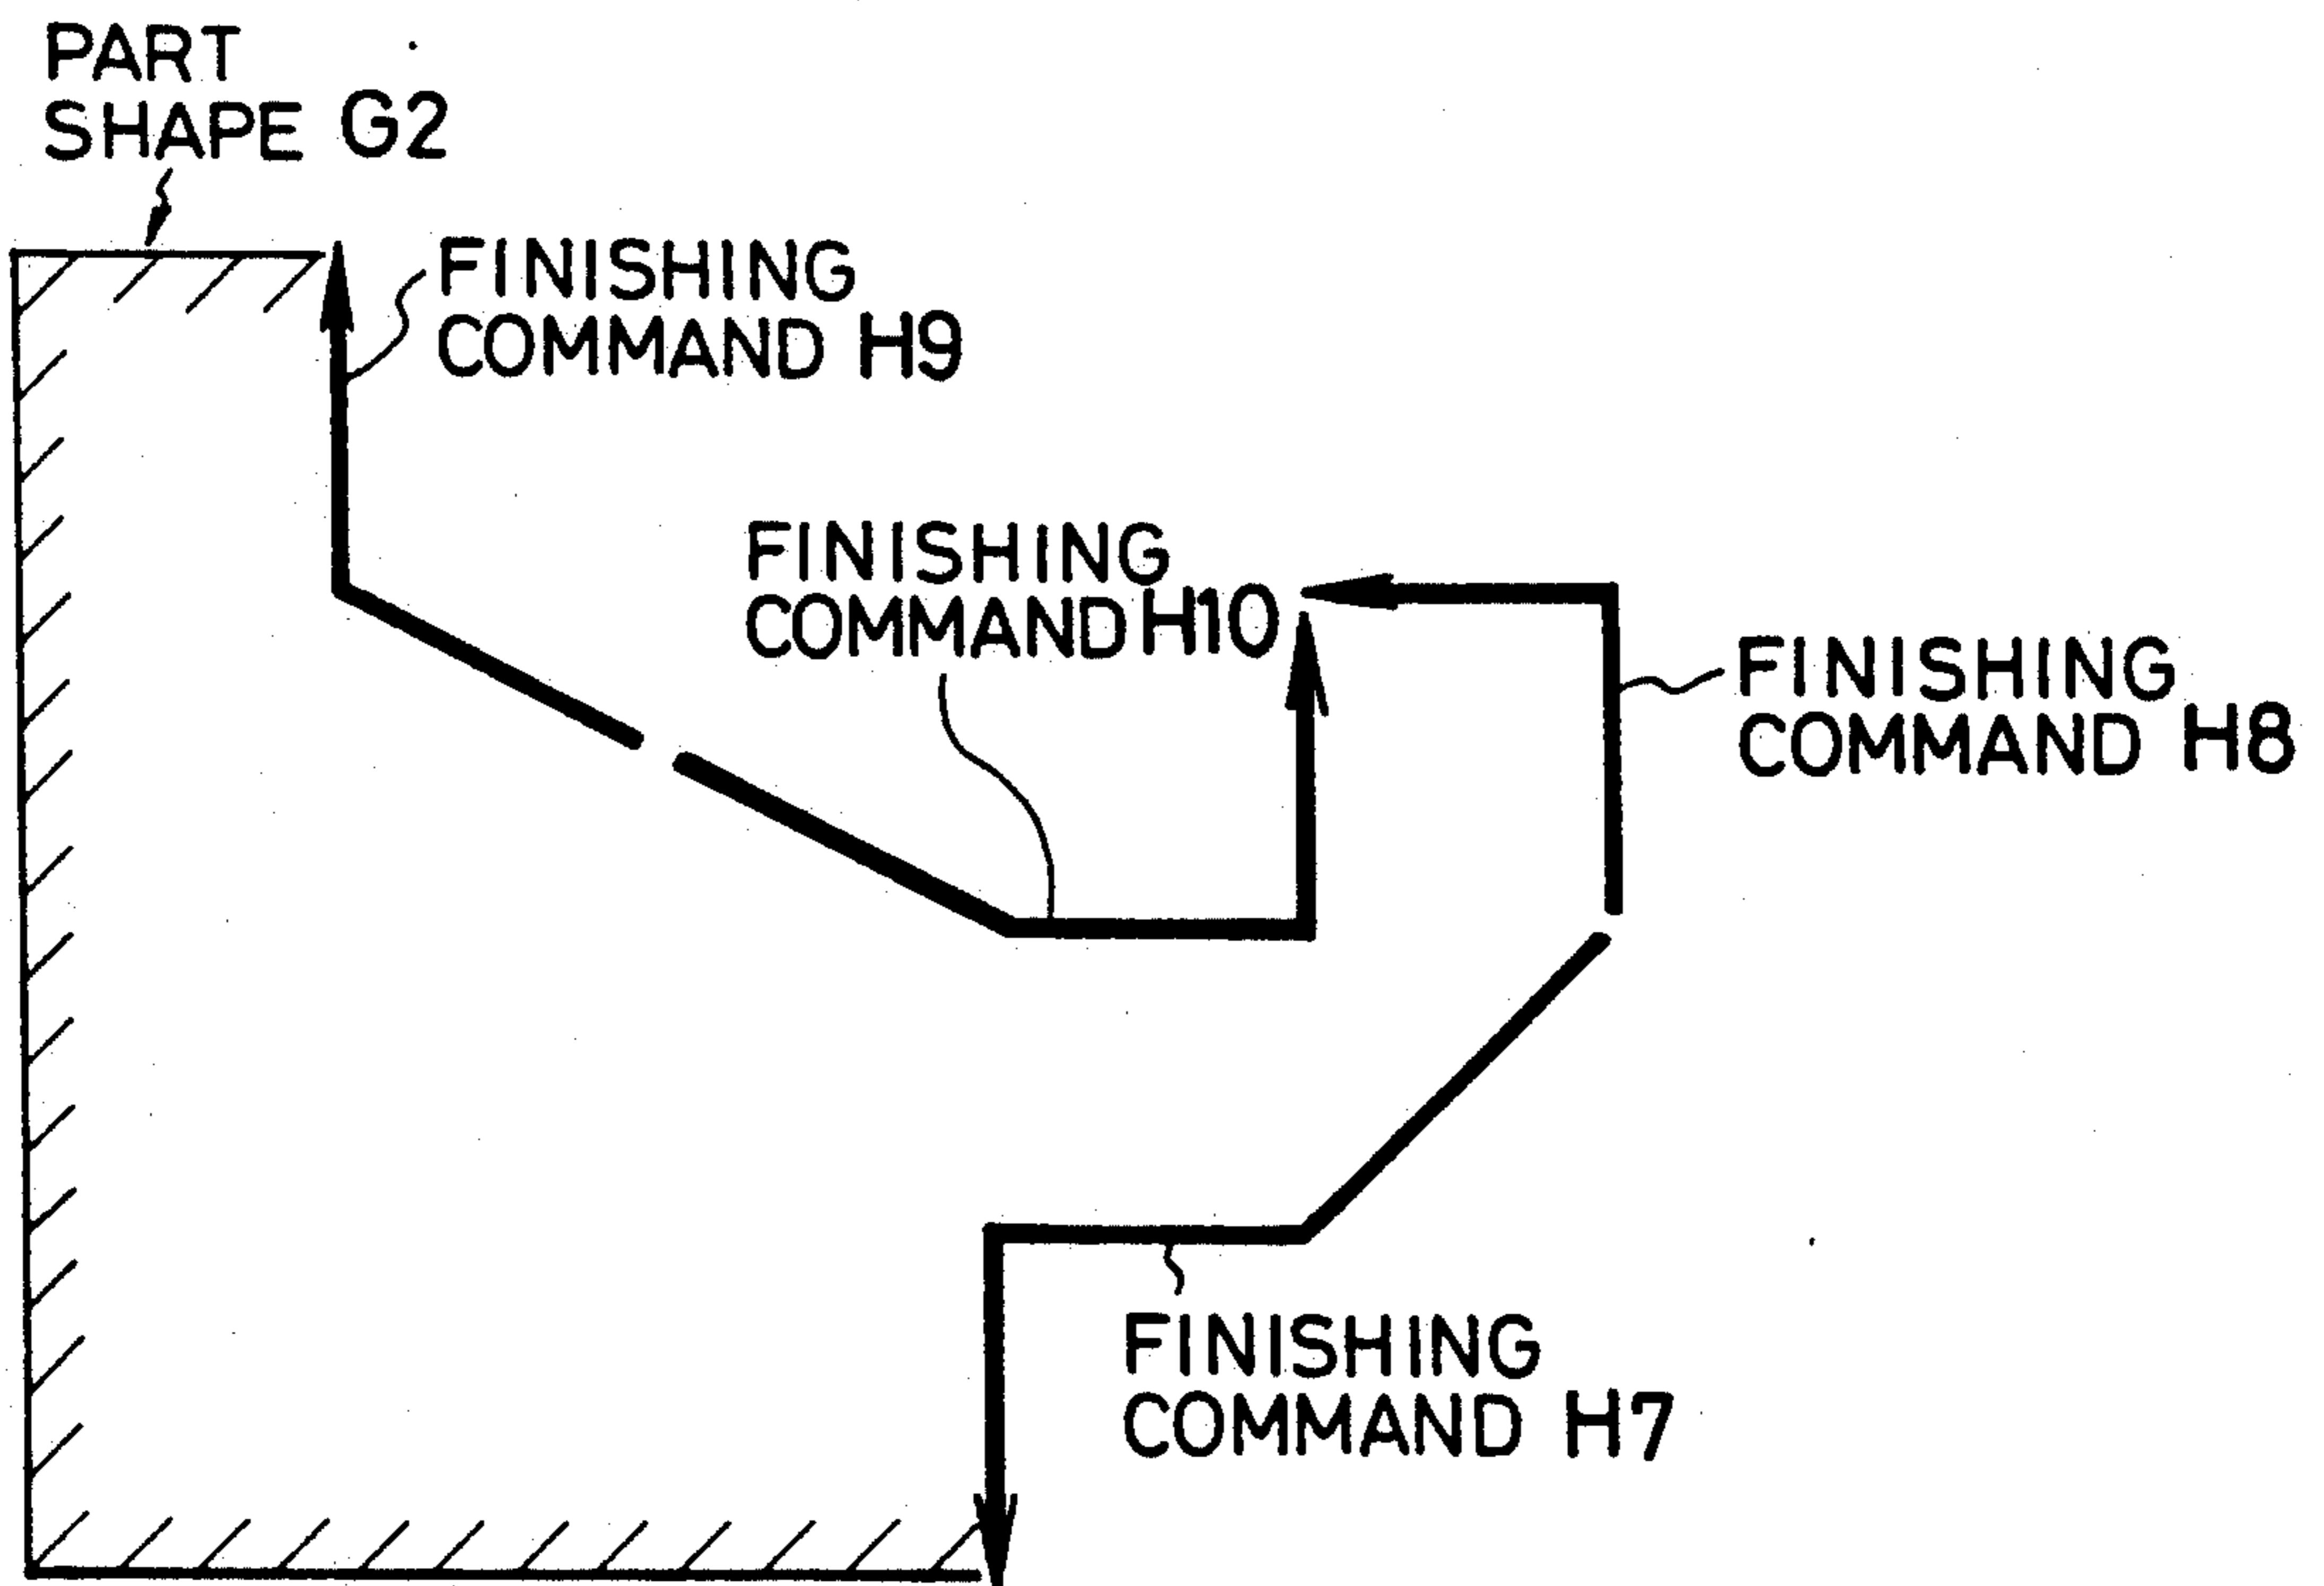 PART
SHAPE G2
FINISHING
COMMAND H9
FINISHING
COMMAND H10
FINISHING
COMMAND H8
FINISHING
COMMAND H7